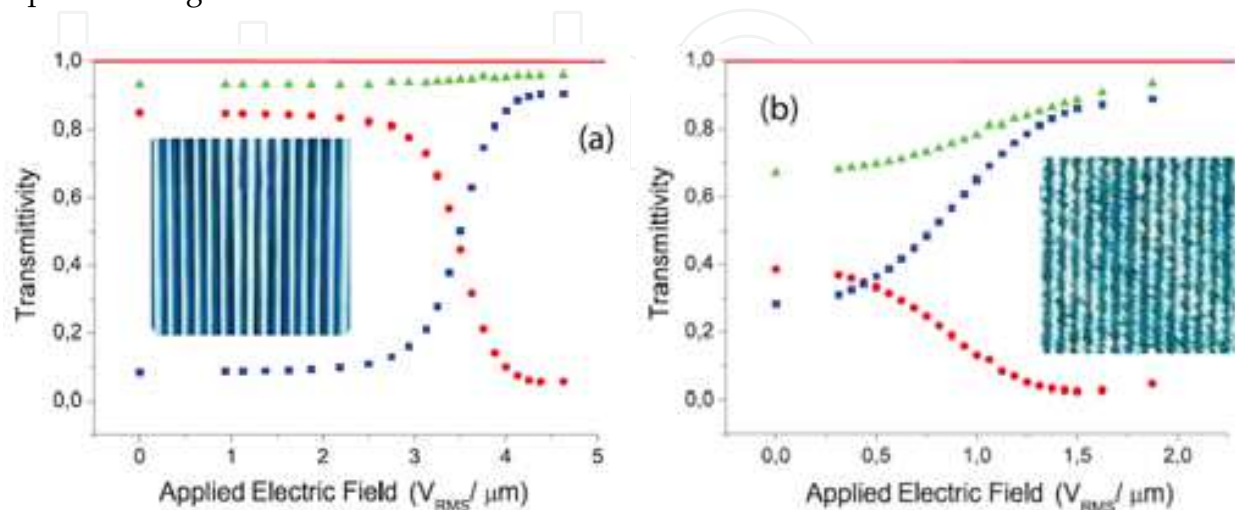 1,0
0,8
0,6
0,4
0,2
0,0
Transmittivity
(a)
0 1 2 3 4 5
Applied Electric Field (VRMS/ μm)
1,0
0,8
0,6
0,4
0,2
0,0
Transmittivity
(b)
0,0 0,5 1,0 1,5 2,0
Applied Electric Field (VRMS/ μm)